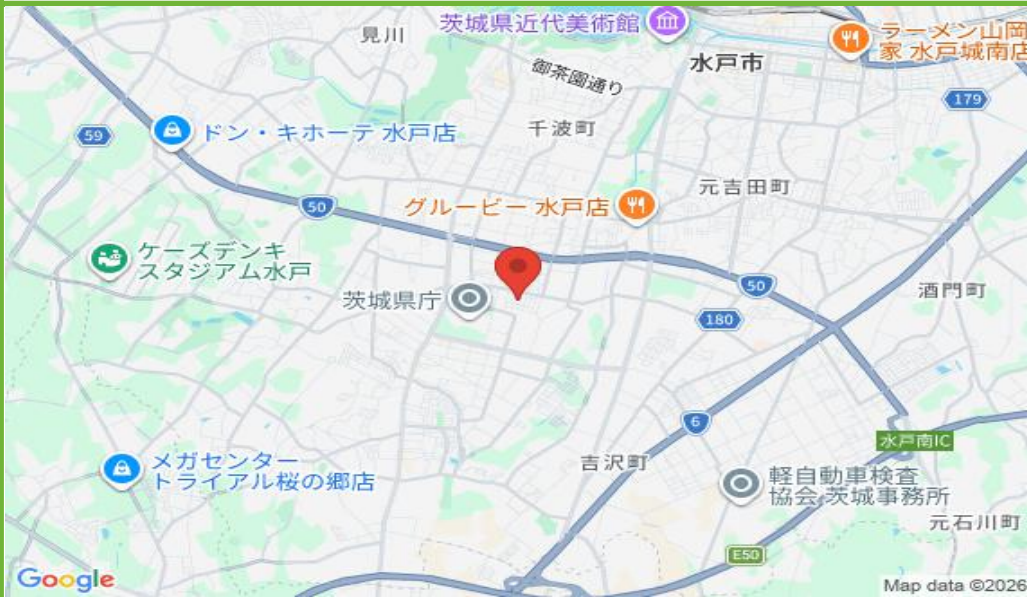 茨城県近代美術館
ラーメン山岡
家 水戸城南店
見川
水戸市
御茶園通り
179
59
ドン・キホーテ 水戸店
千波町
元吉田町
50
グルービー 水戸店
ケーズデンキ
スタジアム水戸
50
酒門町
茨城県庁
180
6
水戸南IC
メガセンター
トライアル桜の郷店
吉沢町
軽自動車検査
協会 茨城事務所
元石川町
E50
Google
Map data ©2026